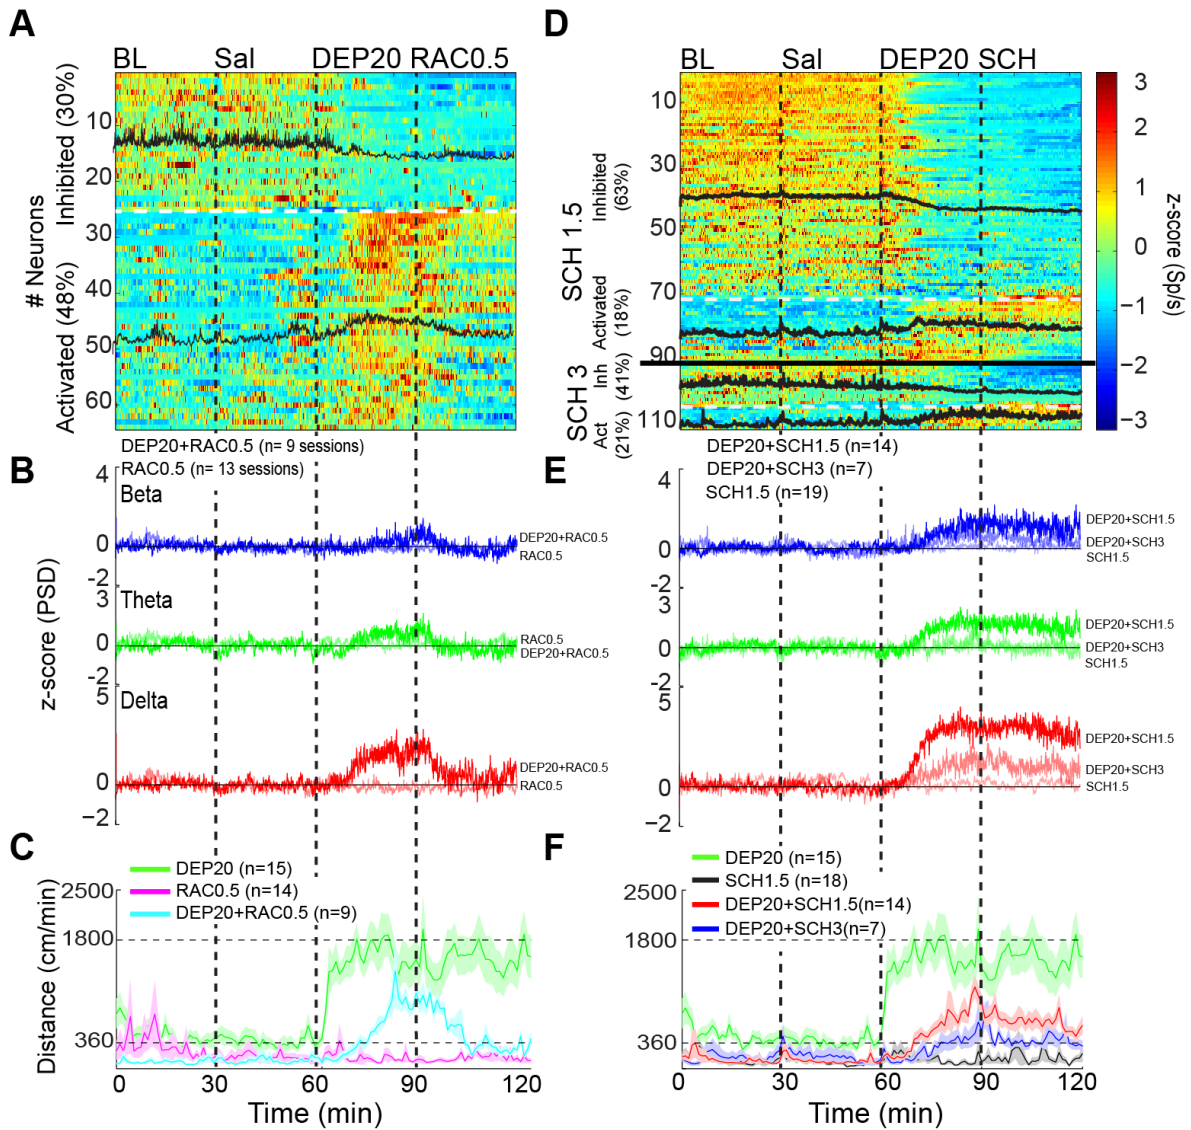 A
BL Sal DEP20 RAC0.5
# Neurons
Inhibited (30%)
Activated (48%)
10
20
30
40
50
60
DEP20+RAC0.5 (n= 9 sessions)
RAC0.5 (n= 13 sessions)
B
z-score (PSD)
4
Beta
0
-2
DEP20+RAC0.5
RAC0.5
3
Theta
0
-2
RAC0.5
DEP20+RAC0.5
5
Delta
0
−2
DEP20+RAC0.5
RAC0.5
C
DEP20 (n=15)
RAC0.5 (n=14)
DEP20+RAC0.5 (n=9)
Distance (cm/min)
2500
1800
360
0 30 60 90 120
Time (min)
D
BL Sal DEP20 SCH
SCH 1.5
Inhibited
(63%)
Activated
(18%)
SCH 3
Inh
(41%)
Act
(21%)
10
30
50
70
90
110
3
2
1
0
−1
−2
−3
z-score (Sp/s)
DEP20+SCH1.5 (n=14)
DEP20+SCH3 (n=7)
SCH1.5 (n=19)
E
4
0
-2
DEP20+SCH1.5
DEP20+SCH3
SCH1.5
3
0
-2
DEP20+SCH1.5
DEP20+SCH3
SCH1.5
5
0
−2
DEP20+SCH1.5
DEP20+SCH3
SCH1.5
F
DEP20 (n=15)
SCH1.5 (n=18)
DEP20+SCH1.5(n=14)
DEP20+SCH3(n=7)
2500
1800
360
0 30 60 90 120
Time (min)